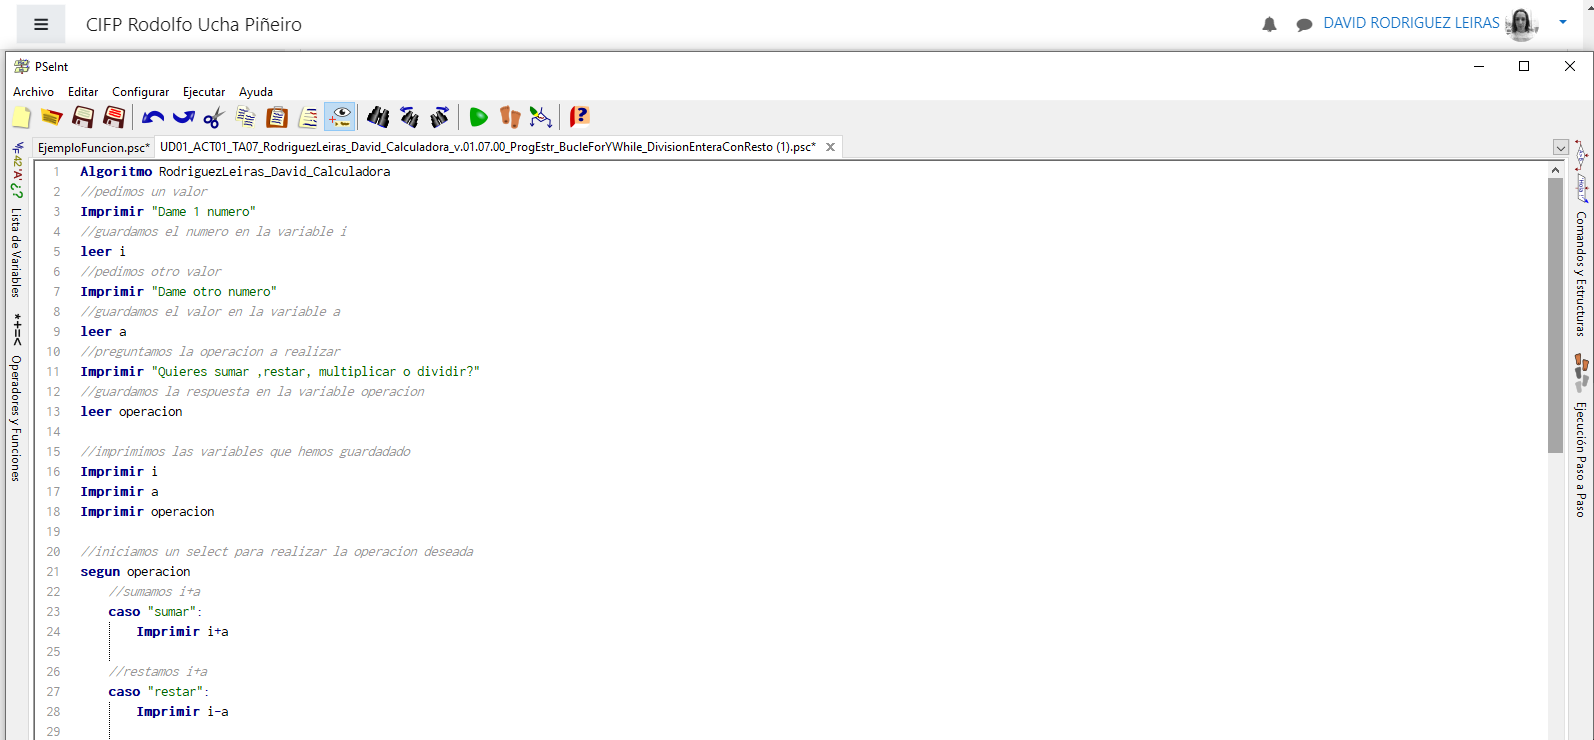 CIFP Rodolfo Ucha Piñeiro
DAVID RODRIGUEZ LEIRAS
PSeInt
Archivo Editar Configurar Ejecutar Ayuda
EjemploFuncion.psc* UD01_ACT01_TA07_RodriguezLeiras_David_Calculadora_v.01.07.00_ProgEstr_BucleForYWhile_DivisionEnteraConResto (1).psc*
1 Algoritmo RodriguezLeiras_David_Calculadora
2 //pedimos un valor
3 Imprimir "Dame 1 numero"
4 //guardamos el numero en la variable i
5 leer i
6 //pedimos otro valor
7 Imprimir "Dame otro numero"
8 //guardamos el valor en la variable a
9 leer a
10 //preguntamos la operacion a realizar
11 Imprimir "Quieres sumar ,restar, multiplicar o dividir?"
12 //guardamos la respuesta en la variable operacion
13 leer operacion
14
15 //imprimimos las variables que hemos guardadado
16 Imprimir i
17 Imprimir a
18 Imprimir operacion
19
20 //iniciamos un select para realizar la operacion deseada
21 segun operacion
22 //sumamos i+a
23 caso "sumar":
24 Imprimir i+a
25
26 //restamos i+a
27 caso "restar":
28 Imprimir i-a
29
Lista de Variables
*+=< Operadores y Funciones
Comandos y Estructuras
Ejecución Paso a Paso